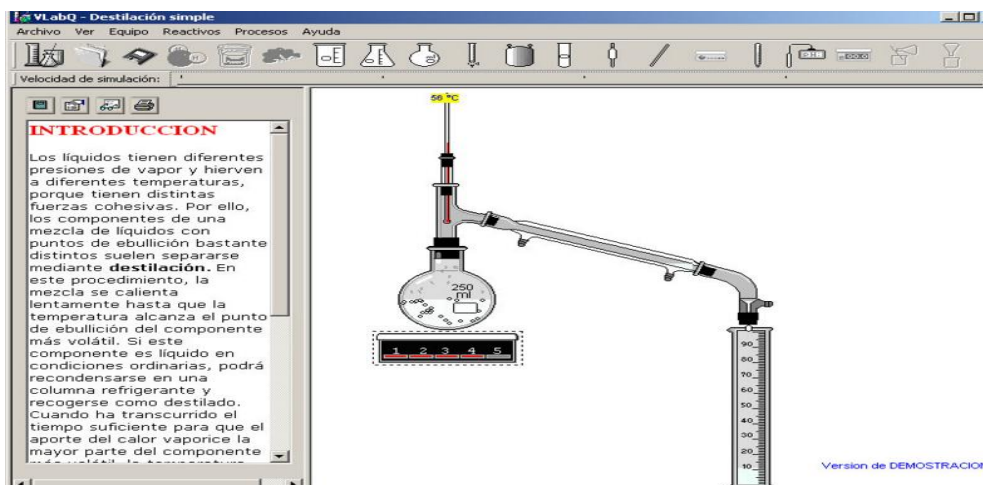 VLabQ - Destilación simple
Archivo Ver Equipo Reactivos Procesos Ayuda
Velocidad de simulación:
INTRODUCCION
Los líquidos tienen diferentes
presiones de vapor y hierven
a diferentes temperaturas,
porque tienen distintas
fuerzas cohesivas. Por ello,
los componentes de una
mezcla de líquidos con
puntos de ebullición bastante
distintos suelen separarse
mediante destilación. En
este procedimiento, la
mezcla se calienta
lentamente hasta que la
temperatura alcanza el punto
de ebullición del componente
más volátil. Si este
componente es líquido en
condiciones ordinarias, podrá
recondensarse en una
columna refrigerante y
recogerse como destilado.
Cuando ha transcurrido el
tiempo suficiente para que el
aporte del calor vaporice la
mayor parte del componente
más volátil, la temperatura
56 °C
250
ml
1 2 3 4 5
90
80
70
60
50
40
30
20
10
Version de DEMOSTRACION